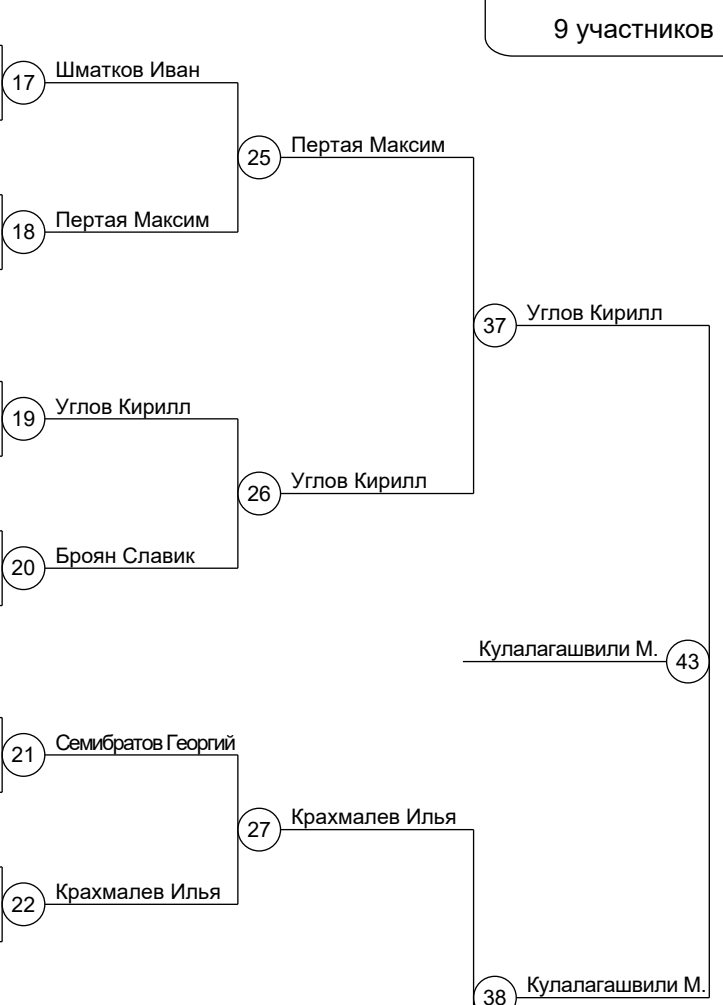 9 участников
17
Шматков Иван
25
Пертая Максим
18
Пертая Максим
37
Углов Кирилл
19
Углов Кирилл
26
Углов Кирилл
20
Броян Славик
Кулалагашвили М.
43
21
Семибратов Георгий
27
Крахмалев Илья
22
Крахмалев Илья
38
Кулалагашвили М.